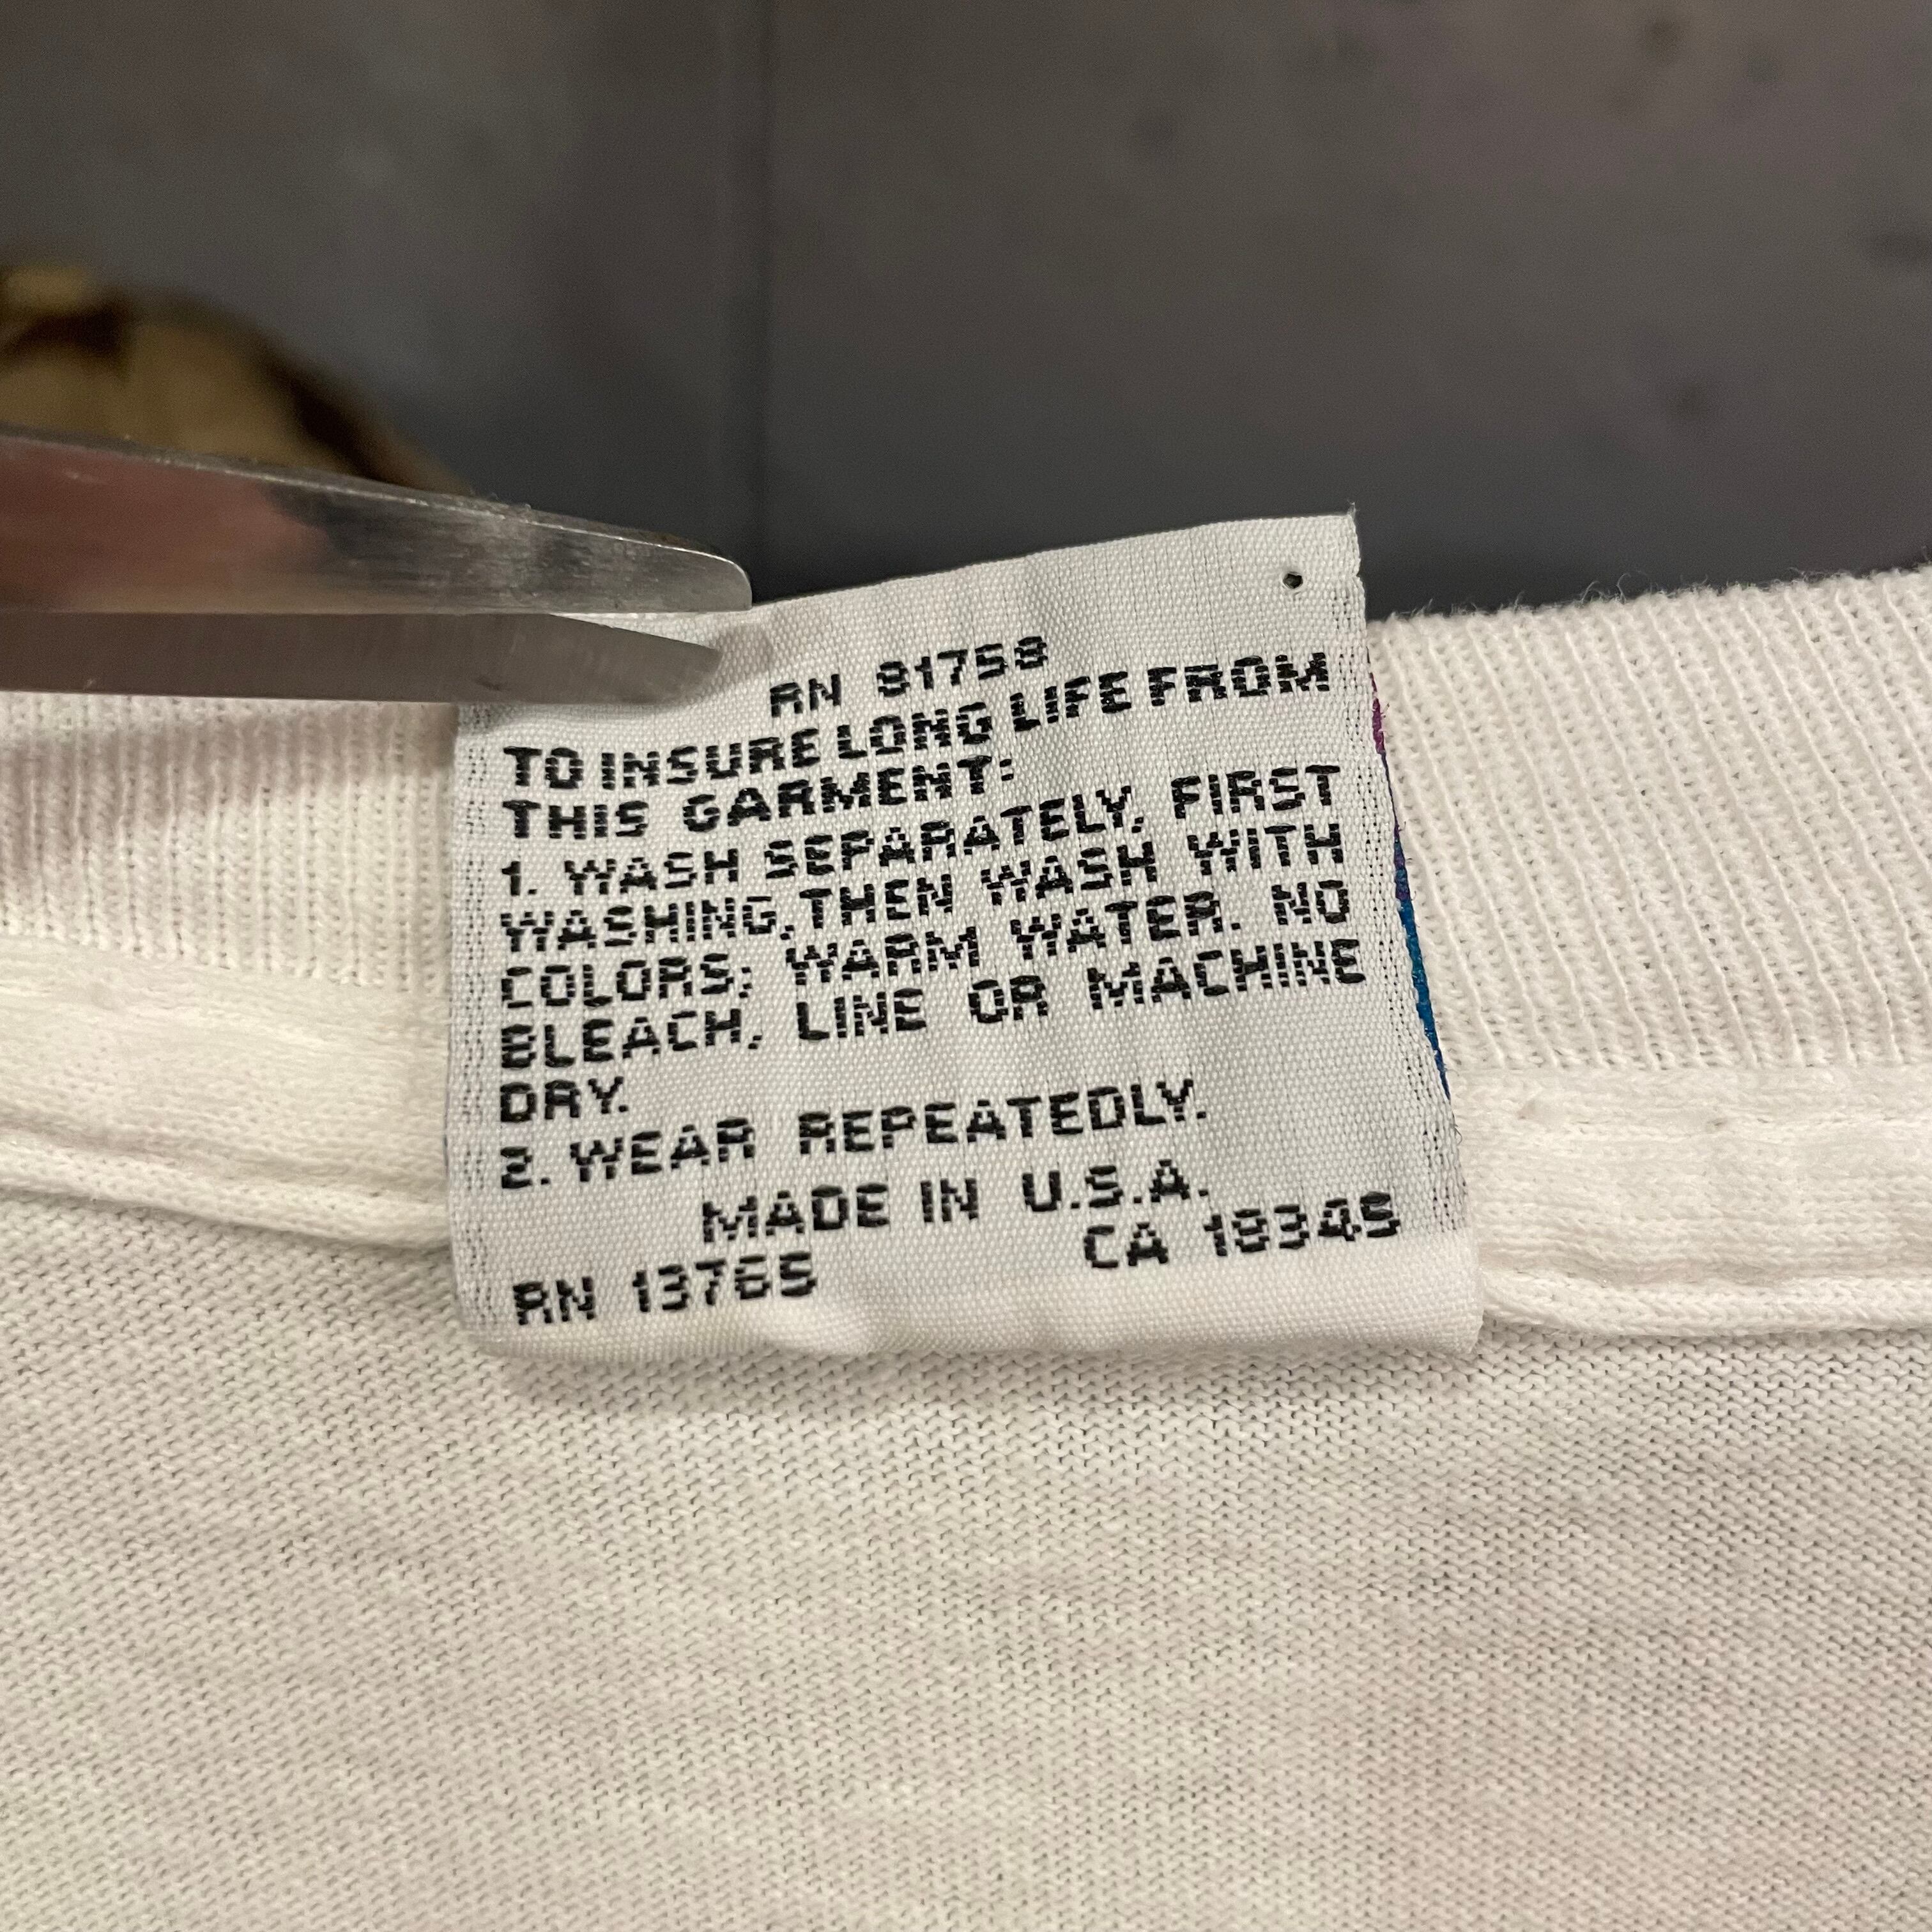 RN 81758
TO INSURE LONG LIFE FROM
THIS GARMENT:
1. WASH SEPARATELY, FIRST
WASHING, THEN WASH WITH
COLORS; WARM WATER. NO
BLEACH, LINE OR MACHINE
DRY.
2. WEAR REPEATEDLY.
MADE IN U.S.A.
RN 13765 CA 18345